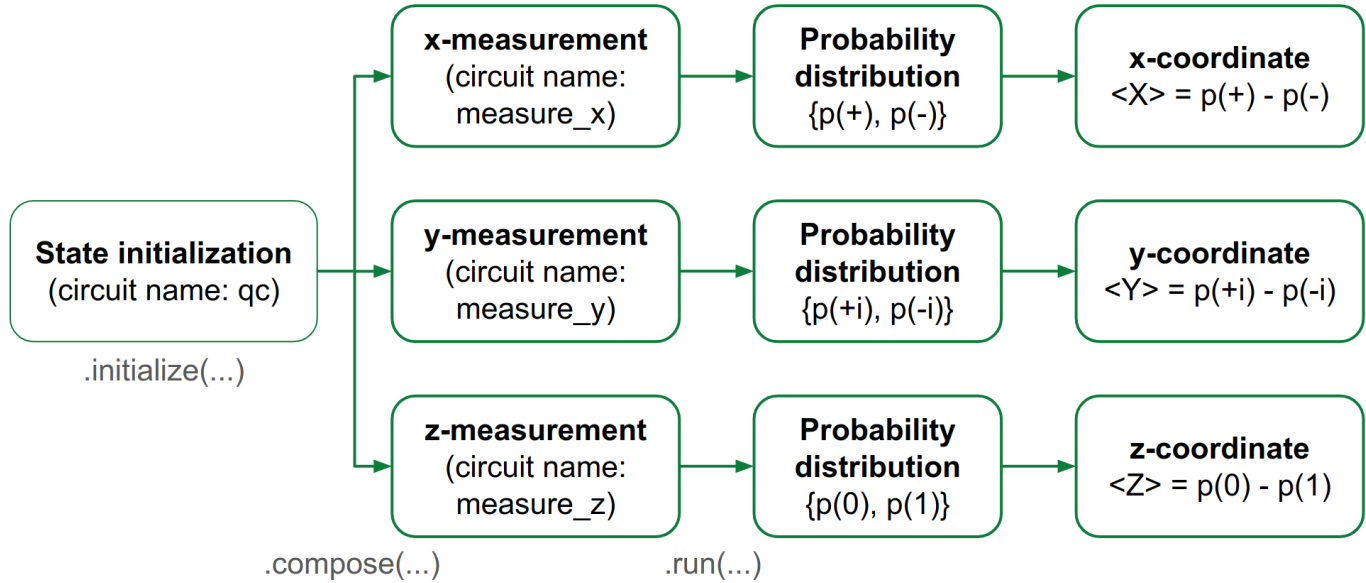 x-measurement
(circuit name:
measure_x)
Probability
distribution
{p(+), p(-)}
x-coordinate
<X> = p(+) - p(-)
State initialization
(circuit name: qc)
.initialize(...)
y-measurement
(circuit name:
measure_y)
Probability
distribution
{p(+i), p(-i)}
y-coordinate
<Y> = p(+i) - p(-i)
z-measurement
(circuit name:
measure_z)
Probability
distribution
{p(0), p(1)}
z-coordinate
<Z> = p(0) - p(1)
.compose(...)
.run(...)